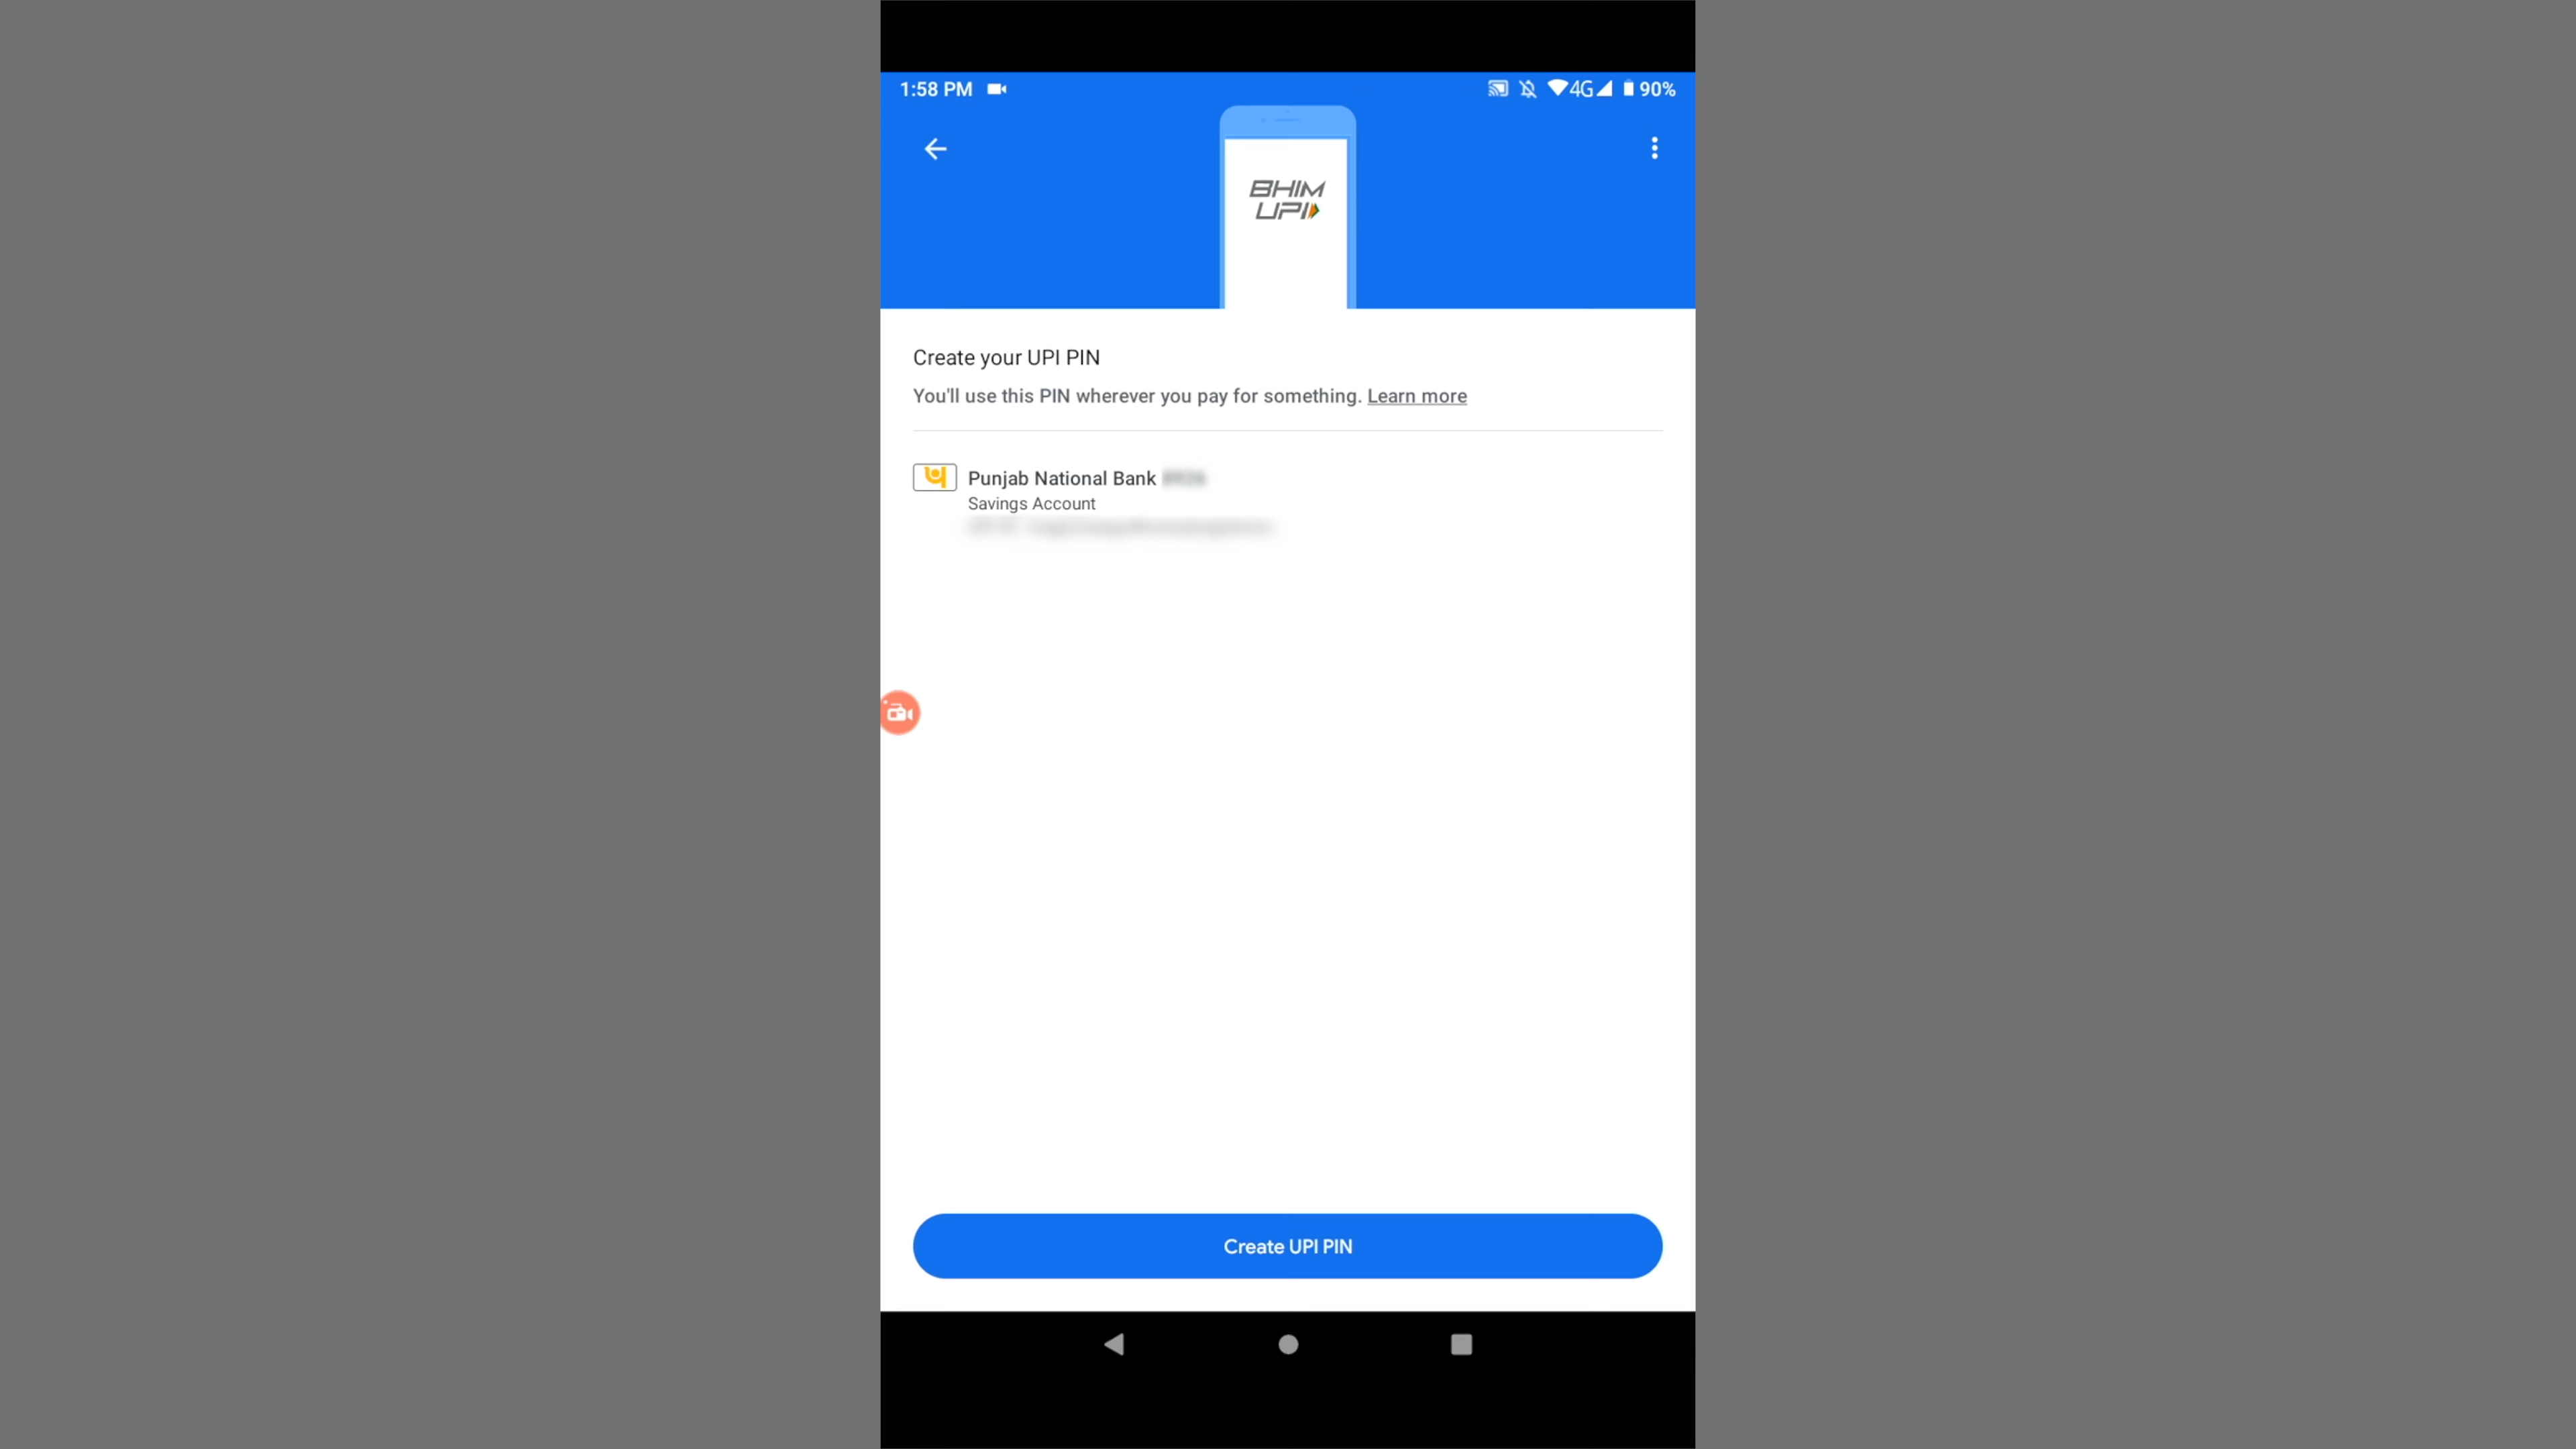 1:58 PM
4G 90%
BHIM
UPI
Create your UPI PIN
You'll use this PIN wherever you pay for something. Learn more
Punjab National Bank
Savings Account
Create UPI PIN